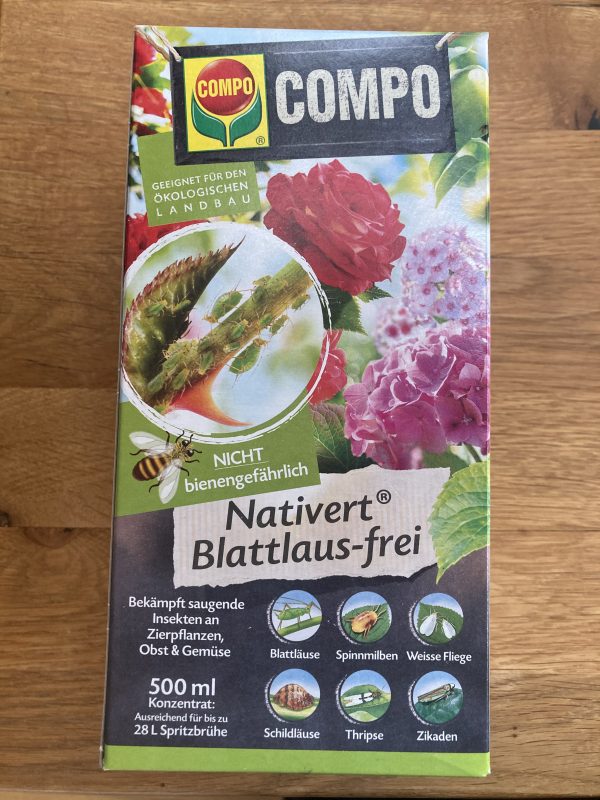 COMPO
®
COMPO
GEEIGNET FÜR DEN
ÖKOLOGISCHEN
LANDBAU
NICHT
bienengefährlich
Nativert®
Blattlaus-frei
Bekämpft saugende
Insekten an
Zierpflanzen,
Obst & Gemüse
Blattläuse Spinnmilben Weisse Fliege
500 ml
Konzentrat:
Ausreichend für bis zu
28 L Spritzbrühe
Schildläuse Thripse Zikaden